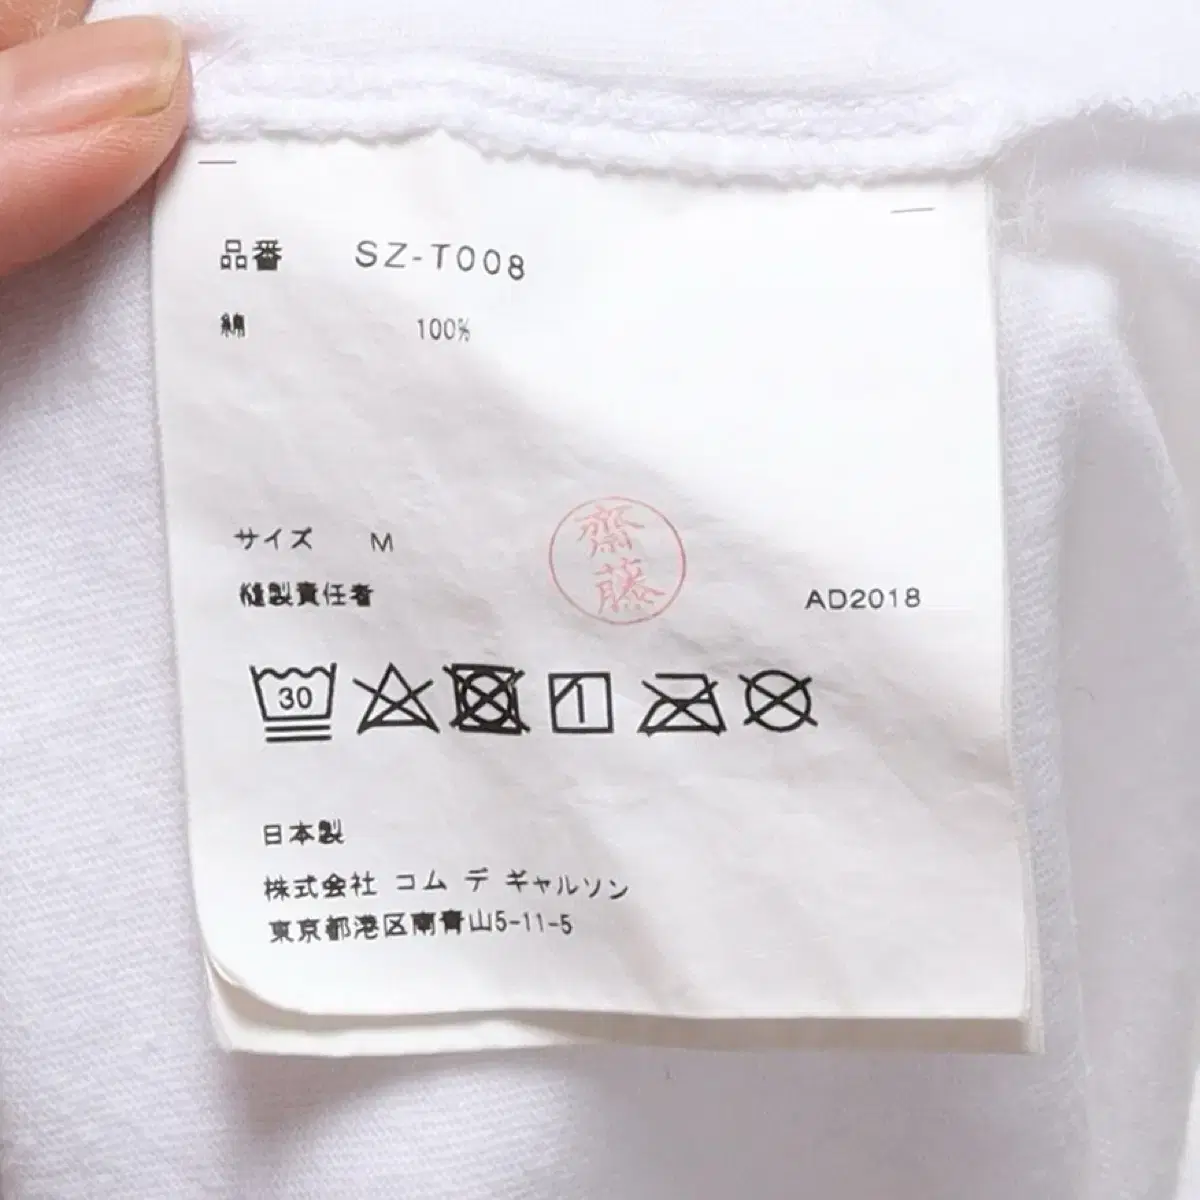 品番 SZ-T008
綿 100%
サイズ M
縫製責任者 齋藤 AD2018
30
日本製
株式会社 コム デ ギャルソン
東京都港区南青山5-11-5